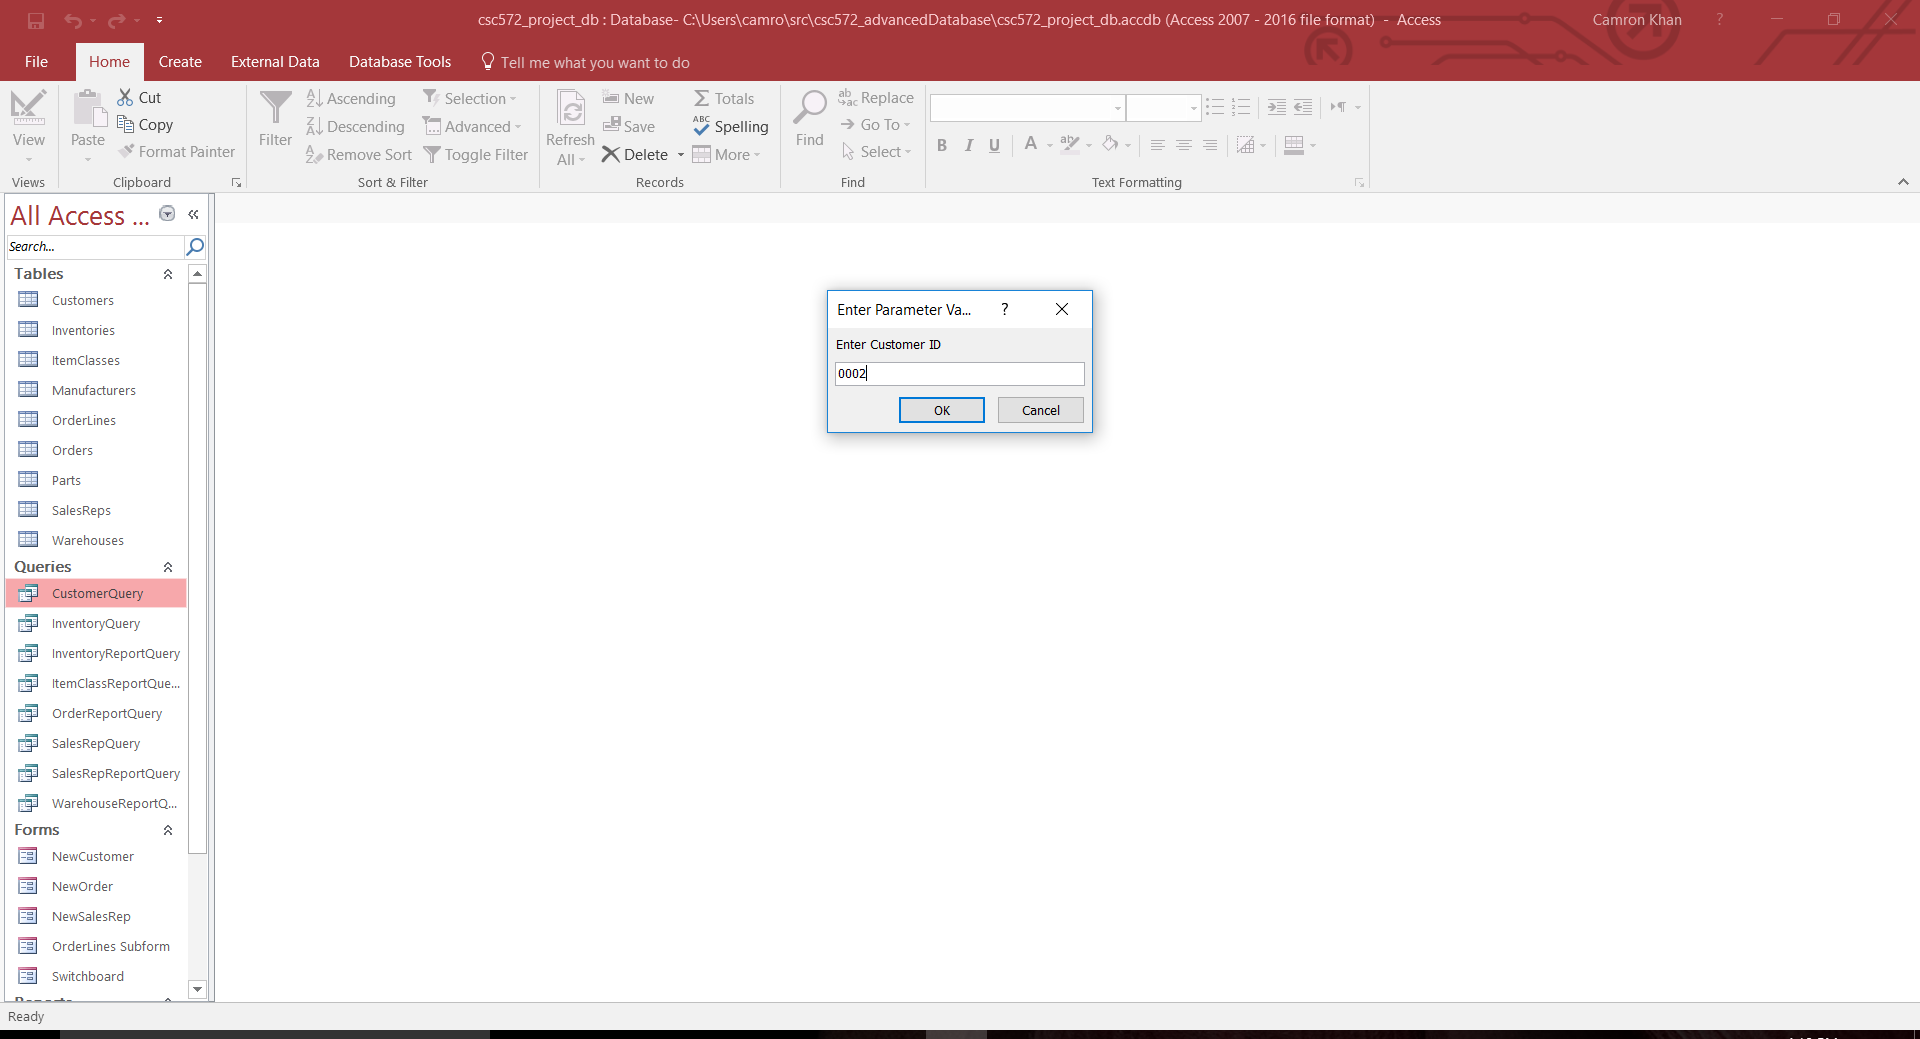 csc572_project_db : Database- C:\Users\camro\src\csc572_advancedDatabase\csc572_project_db.accdb (Access 2007 - 2016 file format) - Access
Camron Khan
?
File
Home
Create
External Data
Database Tools
Tell me what you want to do
View
Views
Paste
Cut
Copy
Format Painter
Clipboard
Filter
Ascending
Descending
Remove Sort
Selection
Advanced
Toggle Filter
Sort & Filter
Refresh
All
New
Save
Delete
Totals
Spelling
More
Records
Find
Replace
Go To
Select
Find
B I U A
Text Formatting
All Access ...
Search...
Tables
Customers
Inventories
ItemClasses
Manufacturers
OrderLines
Orders
Parts
SalesReps
Warehouses
Queries
CustomerQuery
InventoryQuery
InventoryReportQuery
ItemClassReportQue...
OrderReportQuery
SalesRepQuery
SalesRepReportQuery
WarehouseReportQ...
Forms
NewCustomer
NewOrder
NewSalesRep
OrderLines Subform
Switchboard
Reports
Enter Parameter Va...
?
Enter Customer ID
0002
OK
Cancel
Ready